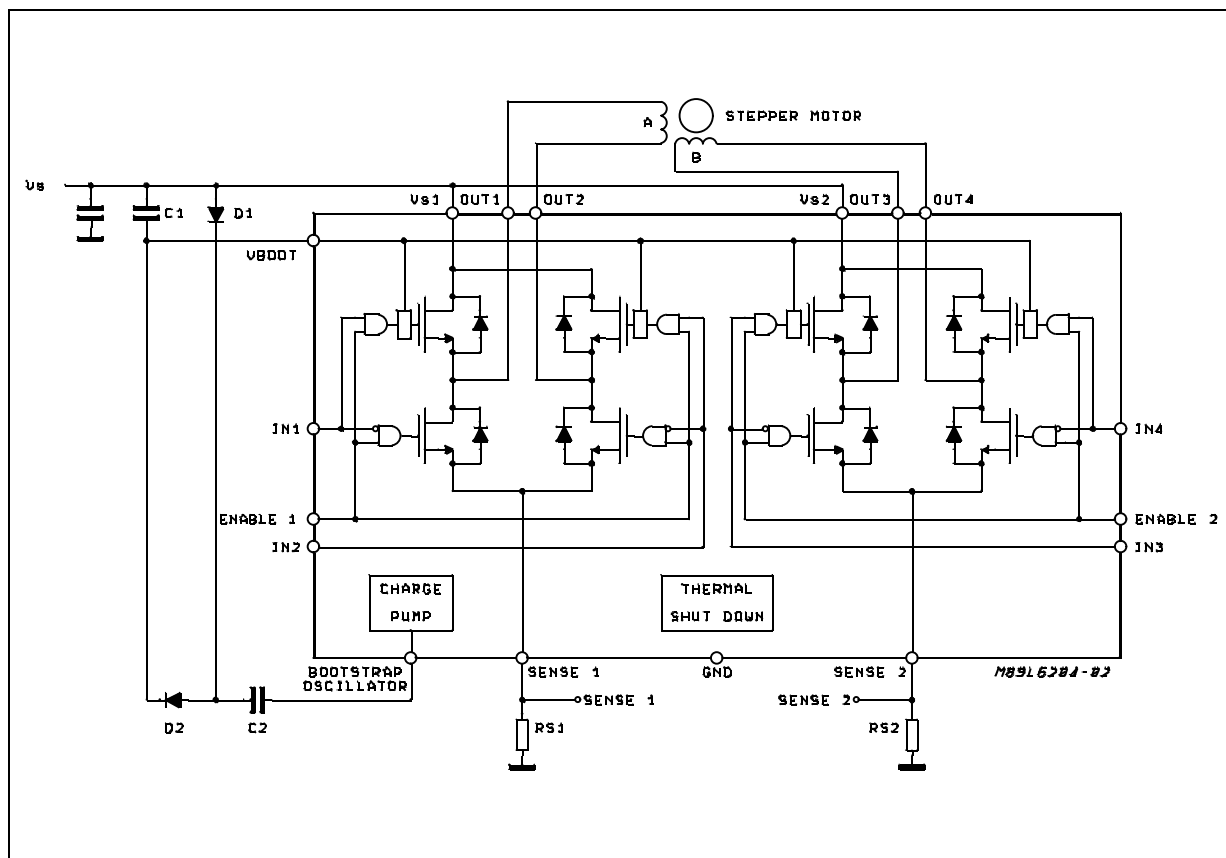 A
STEPPER MOTOR
B
Vs
C1
D1
Vs1
OUT1
OUT2
Vs2
OUT3
OUT4
VBOOT
IN1
IN4
ENABLE 1
ENABLE 2
IN2
IN3
CHARGE
PUMP
THERMAL
SHUT DOWN
BOOTSTRAP
OSCILLATOR
SENSE 1
GND
SENSE 2
M89L6204-02
SENSE 1
SENSE 2
D2
C2
RS1
RS2